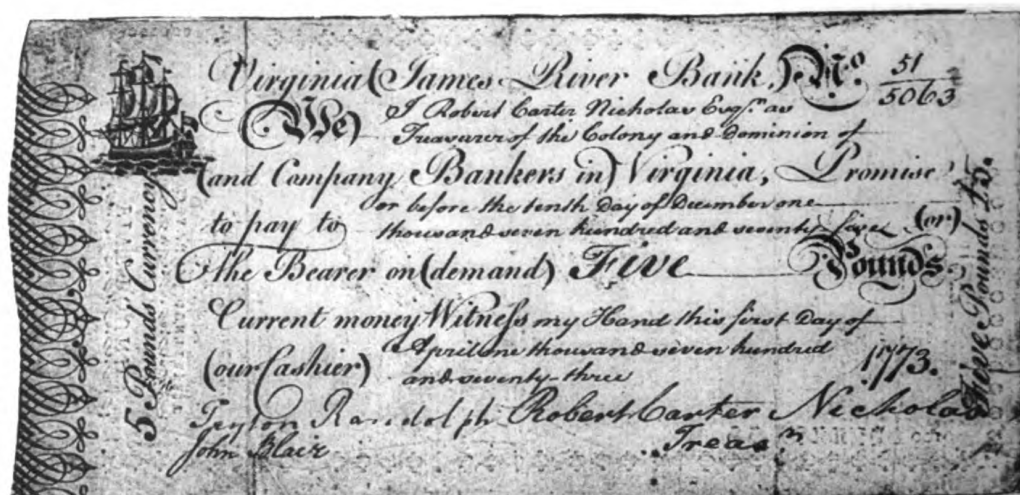 Virginia (James River Bank,) No. 51
5063
(We) I Robert Carter Nicholas Esqr. as
Treasurer of the Colony and Dominion of
(and Company Bankers in) Virginia, Promise
or before the tenth Day of December one
to pay to thousand seven hundred and seventy five (or)
the Bearer on (demand) Five Pounds
Current money Witness my Hand this first Day of
April one thousand seven hundred
(our Cashier) and seventy-three 1773.
Peyton Randolph Robert Carter Nicholas
John Blair Treasr.
5 Pounds Currency
Five Pounds £5.